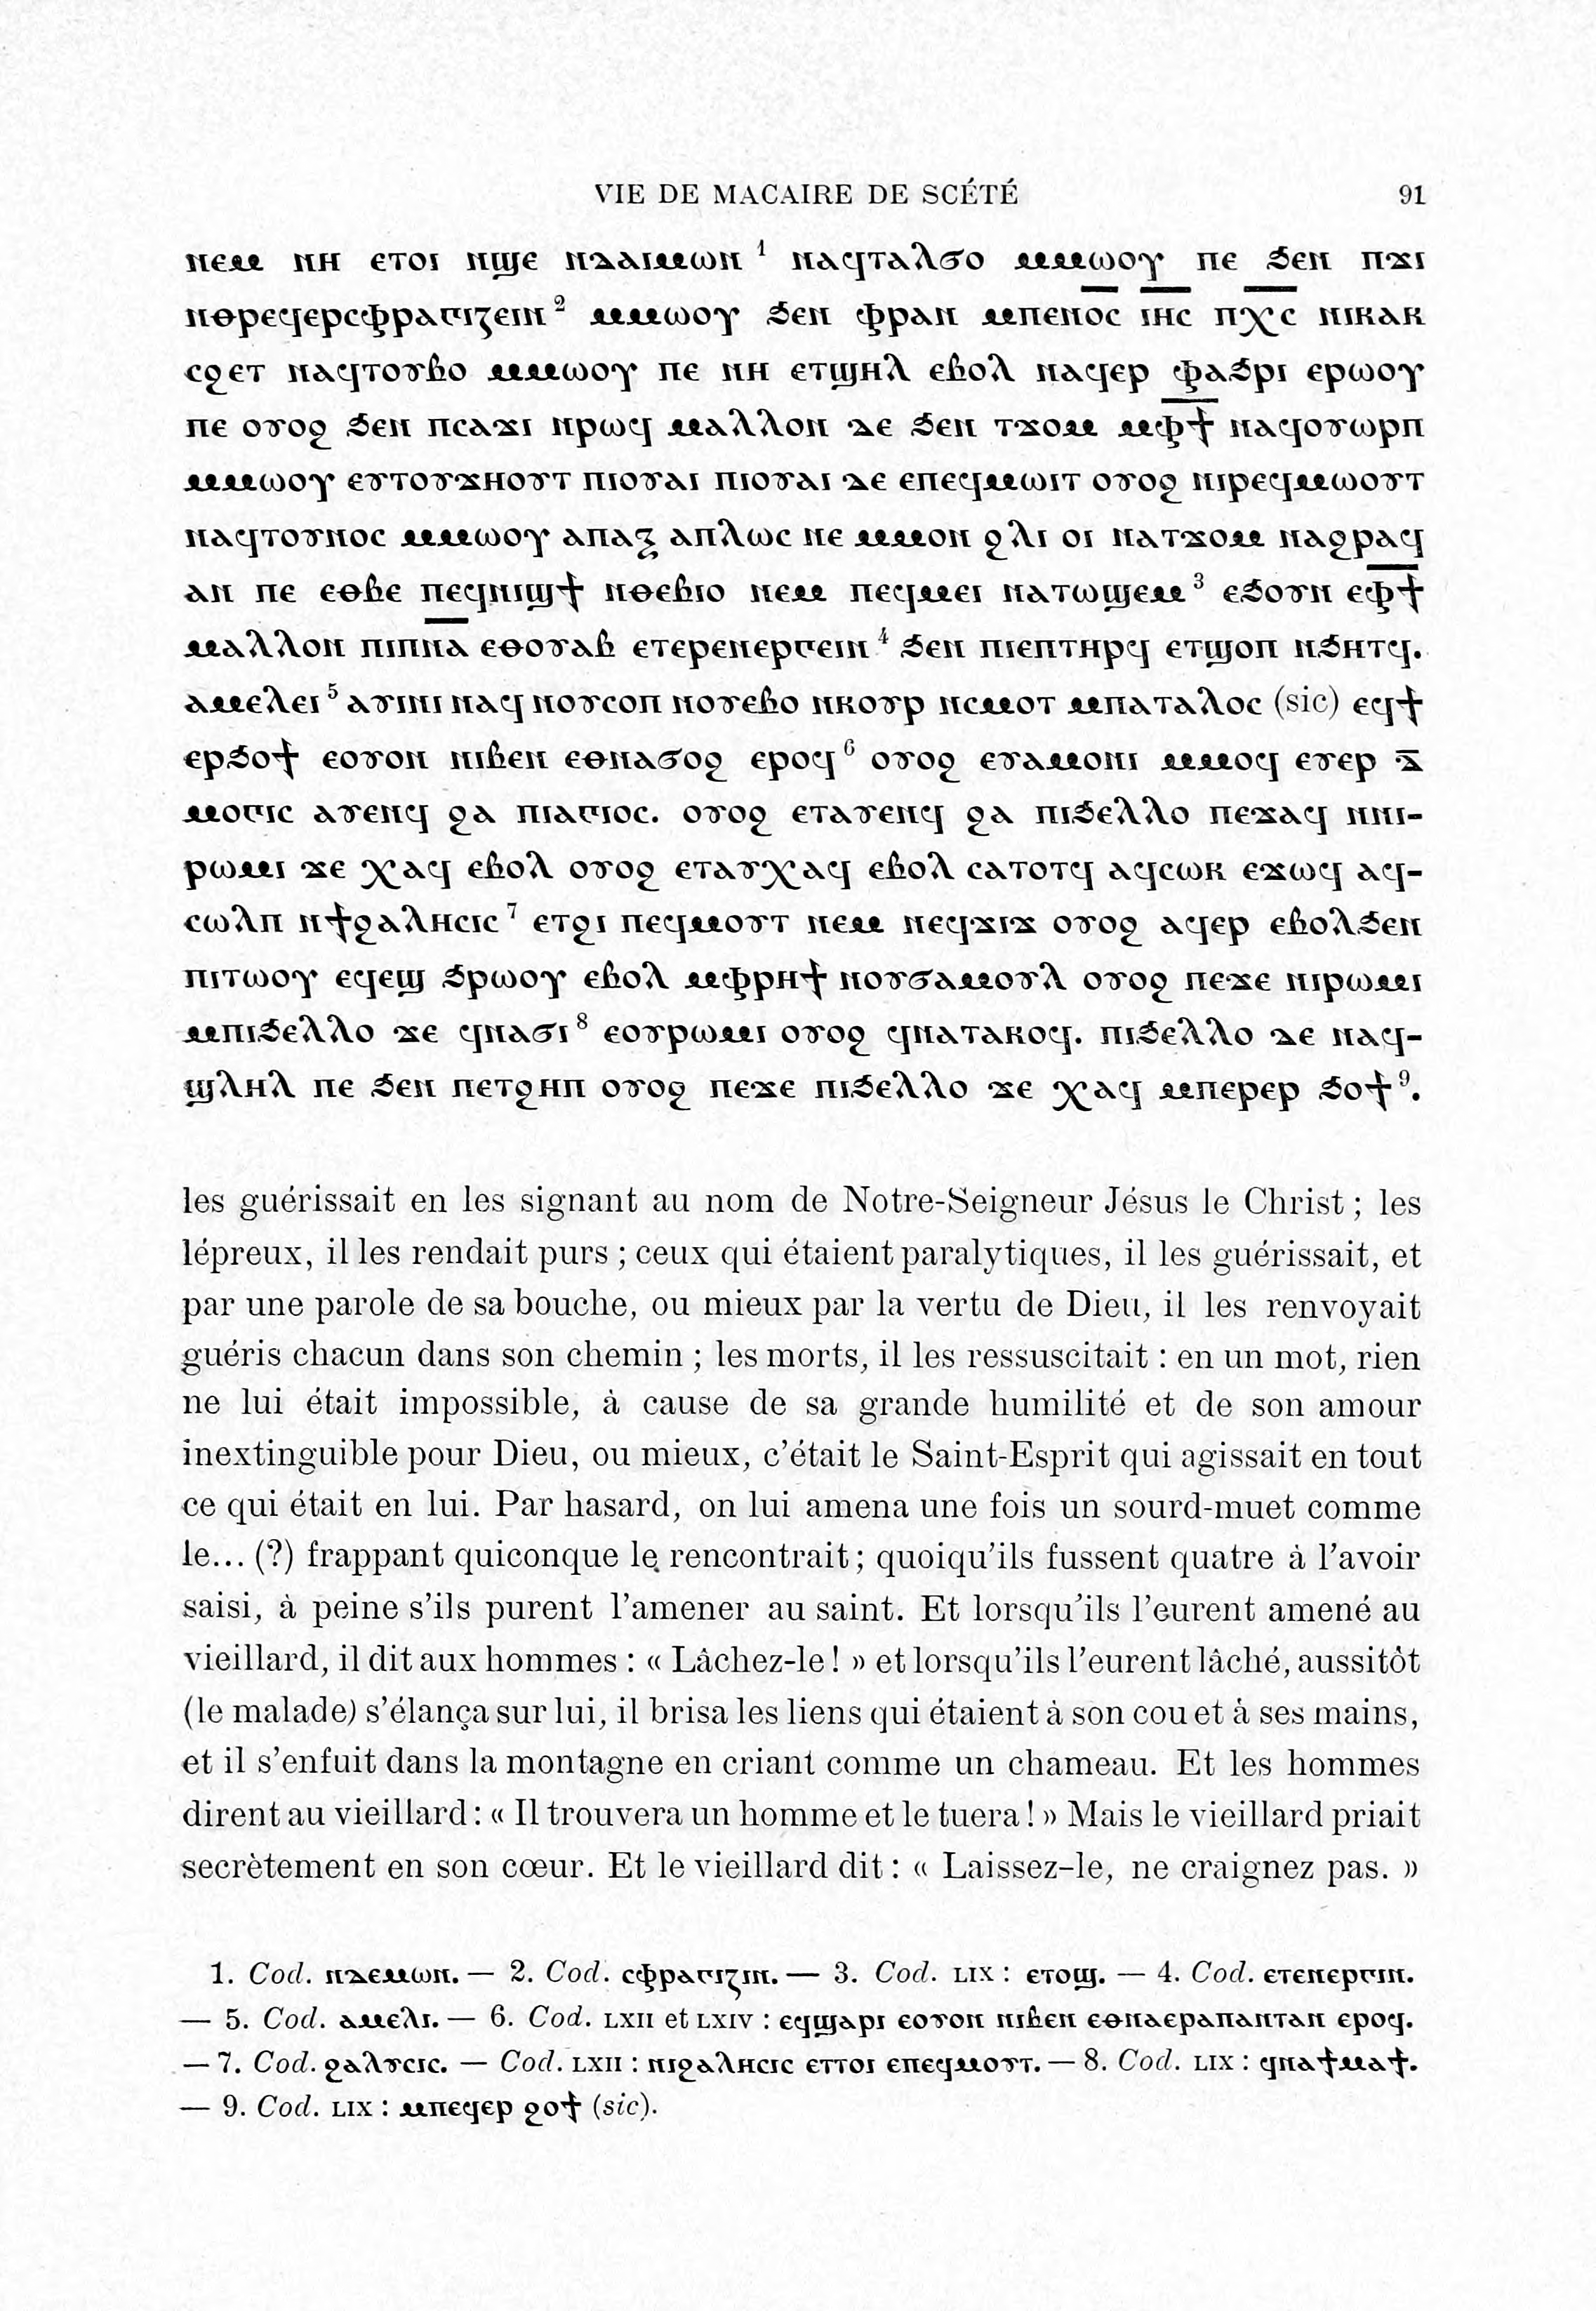 VIE DE MACAIRE DE SCÉTÉ 91
ⲛⲉⲙ ⲛⲏ ⲉⲧⲟⲓ ⲛϣⲉ ⲛⲇⲁⲓⲙⲱⲛ ¹ ⲛⲁϥⲧⲁⲗϭⲟ ⲙⲙⲱⲟⲩ ⲡⲉ ϧⲉⲛ ⲡϫⲓ
ⲛⲑⲣⲉϥⲉⲣⲥⲫⲣⲁⲅⲓⲍⲉⲓⲛ ² ⲙⲙⲱⲟⲩ ϧⲉⲛ ⲫⲣⲁⲛ ⲙⲡⲉⲛⲟ̅ⲥ̅ ⲓ̅ⲏ̅ⲥ̅ ⲡⲭ̅ⲥ̅ ⲛⲓⲕⲁⲕ
ⲥϩⲉⲧ ⲛⲁϥⲧⲟⲩⲃⲟ ⲙⲙⲱⲟⲩ ⲡⲉ ⲛⲏ ⲉⲧϣⲏⲗ ⲉⲃⲟⲗ ⲛⲁϥⲉⲣ ⲫⲁϧⲣⲓ ⲉⲣⲱⲟⲩ
ⲡⲉ ⲟⲩⲟϩ ϧⲉⲛ ⲡⲥⲁϫⲓ ⲛⲣⲱϥ ⲙⲁⲗⲗⲟⲛ ⲇⲉ ϧⲉⲛ ⲧϫⲟⲙ ⲙⲫ̅ϯ̅ ⲛⲁϥⲟⲩⲱⲣⲡ
ⲙⲙⲱⲟⲩ ⲉⲩⲧⲟⲩϫⲏⲟⲩⲧ ⲡⲓⲟⲩⲁⲓ ⲡⲓⲟⲩⲁⲓ ⲇⲉ ⲉⲡⲉϥⲙⲱⲓⲧ ⲟⲩⲟϩ ⲛⲓⲣⲉϥⲙⲱⲟⲩⲧ
ⲛⲁϥⲧⲟⲩⲛⲟⲥ ⲙⲙⲱⲟⲩ ⲁⲡⲁⲝ ⲁⲡⲗⲱⲥ ⲛⲉ ⲙⲙⲟⲛ ϩⲗⲓ ⲟⲓ ⲛⲁⲧϫⲟⲙ ⲛⲁϩⲣⲁϥ
ⲁⲛ ⲡⲉ ⲉⲑⲃⲉ ⲡⲉϥⲛⲓϣϯ ⲛⲑⲉⲃⲓⲟ ⲛⲉⲙ ⲡⲉϥⲙⲉⲓ ⲛⲁⲧⲱϣⲉⲙ ³ ⲉϧⲟⲩⲛ ⲉⲫ̅ϯ̅
ⲙⲁⲗⲗⲟⲛ ⲡⲓⲡ̅ⲛ̅ⲁ̅ ⲉⲑⲟⲩⲁⲃ ⲉⲧⲉⲣⲉⲛⲉⲣⲅⲉⲓⲛ ⁴ ϧⲉⲛ ⲡⲓⲉⲡⲧⲏⲣϥ ⲉⲧϣⲟⲡ ⲛϧⲏⲧϥ.
ⲁⲙⲉⲗⲉⲓ ⁵ ⲁⲩⲓⲛⲓ ⲛⲁϥ ⲛⲟⲩⲥⲟⲡ ⲛⲟⲩⲉⲃⲟ ⲛⲕⲟⲩⲣ ⲛⲥⲙⲟⲧ ⲙⲡⲁⲧⲁⲗⲟⲥ (sic) ⲉϥϯ
ⲉⲣϧⲟϯ ⲉⲟⲩⲟⲛ ⲛⲓⲃⲉⲛ ⲉⲑⲛⲁϭⲟϩ ⲉⲣⲟϥ ⁶ ⲟⲩⲟϩ ⲉⲩⲁⲙⲟⲛⲓ ⲙⲙⲟϥ ⲉⲩⲉⲣ ⲇ̅
ⲙⲟⲅⲓⲥ ⲁⲩⲉⲛϥ ϩⲁ ⲡⲓⲁⲅⲓⲟⲥ. ⲟⲩⲟϩ ⲉⲧⲁⲩⲉⲛϥ ϩⲁ ⲡⲓϧⲉⲗⲗⲟ ⲡⲉϫⲁϥ ⲛⲛⲓ-
ⲣⲱⲙⲓ ϫⲉ ⲭⲁϥ ⲉⲃⲟⲗ ⲟⲩⲟϩ ⲉⲧⲁⲩⲭⲁϥ ⲉⲃⲟⲗ ⲥⲁⲧⲟⲧϥ ⲁϥⲥⲱⲕ ⲉϫⲱϥ ⲁϥ-
ⲥⲱⲗⲡ ⲛϯϩⲁⲗⲏⲥⲓⲥ ⁷ ⲉⲧϩⲓ ⲡⲉϥⲙⲟⲩⲧ ⲛⲉⲙ ⲛⲉϥϫⲓϫ ⲟⲩⲟϩ ⲁϥⲉⲣ ⲉⲃⲟⲗϧⲉⲛ
ⲡⲓⲧⲱⲟⲩ ⲉϥⲉϣ ϧⲣⲱⲟⲩ ⲉⲃⲟⲗ ⲙⲫⲣⲏϯ ⲛⲟⲩϭⲁⲙⲟⲩⲗ ⲟⲩⲟϩ ⲡⲉϫⲉ ⲛⲓⲣⲱⲙⲓ
ⲙⲡⲓϧⲉⲗⲗⲟ ϫⲉ ϥⲛⲁϭⲓ ⁸ ⲉⲟⲩⲣⲱⲙⲓ ⲟⲩⲟϩ ϥⲛⲁⲧⲁⲕⲟϥ. ⲡⲓϧⲉⲗⲗⲟ ⲇⲉ ⲛⲁϥ-
ϣⲗⲏⲗ ⲡⲉ ϧⲉⲛ ⲡⲉⲧϩⲏⲡ ⲟⲩⲟϩ ⲡⲉϫⲉ ⲡⲓϧⲉⲗⲗⲟ ϫⲉ ⲭⲁϥ ⲙⲡⲉⲣⲉⲣ ϧⲟϯ ⁹.
les guérissait en les signant au nom de Notre-Seigneur Jésus le Christ ; les
lépreux, il les rendait purs ; ceux qui étaient paralytiques, il les guérissait, et
par une parole de sa bouche, ou mieux par la vertu de Dieu, il les renvoyait
guéris chacun dans son chemin ; les morts, il les ressuscitait : en un mot, rien
ne lui était impossible, à cause de sa grande humilité et de son amour
inextinguible pour Dieu, ou mieux, c'était le Saint-Esprit qui agissait en tout
ce qui était en lui. Par hasard, on lui amena une fois un sourd-muet comme
le... (?) frappant quiconque le rencontrait ; quoiqu'ils fussent quatre à l'avoir
saisi, à peine s'ils purent l'amener au saint. Et lorsqu'ils l'eurent amené au
vieillard, il dit aux hommes : « Lâchez-le ! » et lorsqu'ils l'eurent lâché, aussitôt
(le malade) s'élança sur lui, il brisa les liens qui étaient à son cou et à ses mains,
et il s'enfuit dans la montagne en criant comme un chameau. Et les hommes
dirent au vieillard : « Il trouvera un homme et le tuera ! » Mais le vieillard priait
secrètement en son cœur. Et le vieillard dit : « Laissez-le, ne craignez pas. »
1. Cod. ⲛⲇⲉⲙⲱⲛ. — 2. Cod. ⲥⲫⲣⲁⲅⲓⲍⲓⲛ. — 3. Cod. LIX : ⲉⲧⲟϣ. — 4. Cod. ⲉⲧⲉⲛⲉⲣⲅⲓⲛ.
— 5. Cod. ⲁⲙⲉⲗⲓ. — 6. Cod. LXII et LXIV : ⲉϥϣⲁⲣⲓ ⲉⲟⲩⲟⲛ ⲛⲓⲃⲉⲛ ⲉⲑⲛⲁⲉⲣⲁⲡⲁⲛⲧⲁⲛ ⲉⲣⲟϥ.
— 7. Cod. ϩⲁⲗⲩⲥⲓⲥ. — Cod. LXII : ⲛⲓϩⲁⲗⲏⲥⲓⲥ ⲉⲧⲧⲟⲓ ⲉⲡⲉϥⲙⲟⲩⲧ. — 8. Cod. LIX : ϥⲛⲁϯⲙⲁϯ.
— 9. Cod. LIX : ⲙⲡⲉϥⲉⲣ ϩⲟϯ (sic).